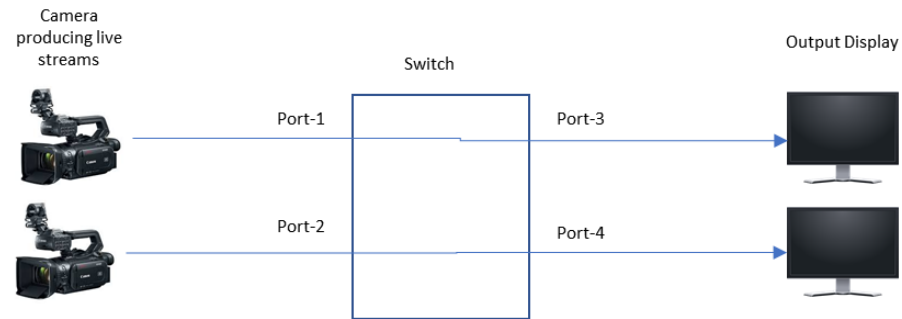 Camera
producing live
streams
Switch
Output Display
Port-1
Port-3
Port-2
Port-4